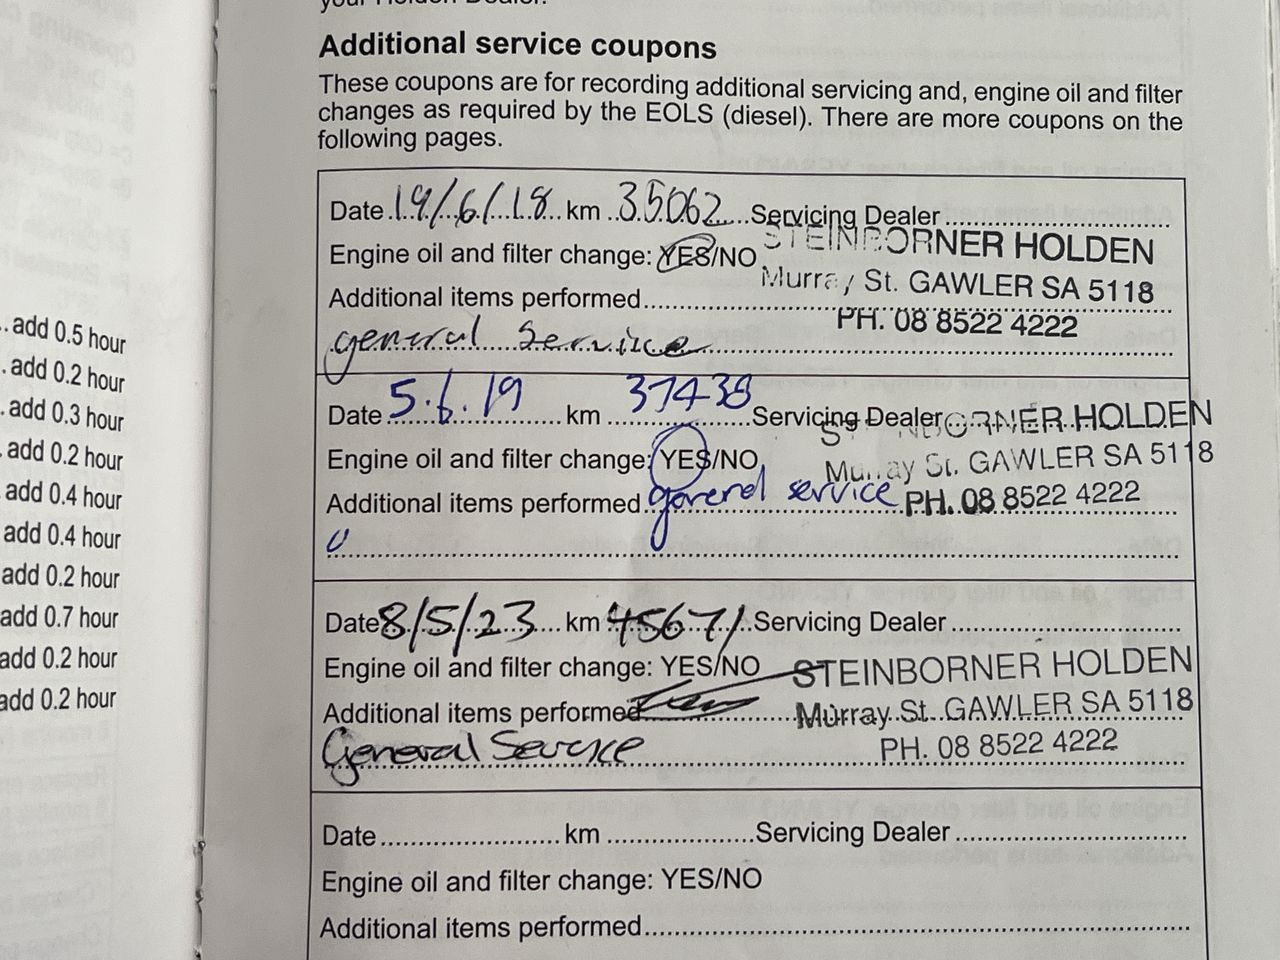 your Holden Dealer.
Additional service coupons
These coupons are for recording additional servicing and, engine oil and filter
changes as required by the EOLS (diesel). There are more coupons on the
following pages.
Date 19/6/18 km 35062 Servicing Dealer
STEINBORNER HOLDEN
Engine oil and filter change: YES/NO
Murray St. GAWLER SA 5118
Additional items performed
PH. 08 8522 4222
general service
Date 5.6.19 km 37438 Servicing Dealer
STEINBORNER HOLDEN
Engine oil and filter change: YES/NO
Murray St. GAWLER SA 5118
Additional items performed general service
PH. 08 8522 4222
Date 8/5/23 km 45671 Servicing Dealer
Engine oil and filter change: YES/NO
STEINBORNER HOLDEN
Additional items performed
Murray St. GAWLER SA 5118
General Service
PH. 08 8522 4222
Date km Servicing Dealer
Engine oil and filter change: YES/NO
Additional items performed
add 0.5 hour
add 0.2 hour
add 0.3 hour
add 0.2 hour
add 0.4 hour
add 0.4 hour
add 0.2 hour
add 0.7 hour
add 0.2 hour
add 0.2 hour